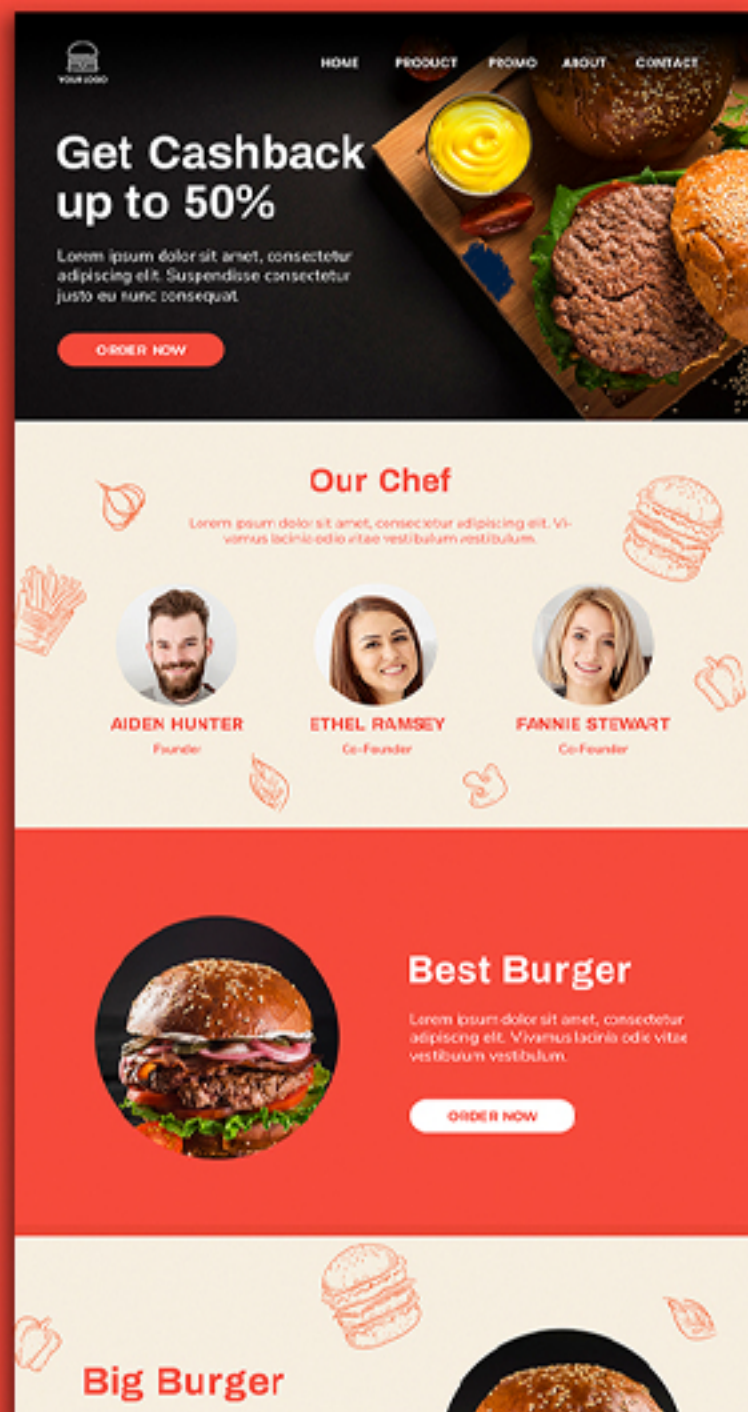 YOUR LOGO
HOME PRODUCT PROMO ABOUT CONTACT
Get Cashback
up to 50%
Lorem ipsum dolor sit amet, consectetur
adipiscing elit. Suspendisse consectetur
justo eu nunc consequat
ORDER NOW
Our Chef
Lorem ipsum dolor sit amet, consectetur adipiscing elit. Vi-
vamus lacinia odio vitae vestibulum vestibulum.
AIDEN HUNTER ETHEL RAMSEY FANNIE STEWART
Founder Co-Founder Co-Founder
Best Burger
Lorem ipsum dolor sit amet, consectetur
adipiscing elit. Vivamus lacinia odio vitae
vestibulum vestibulum.
ORDER NOW
Big Burger